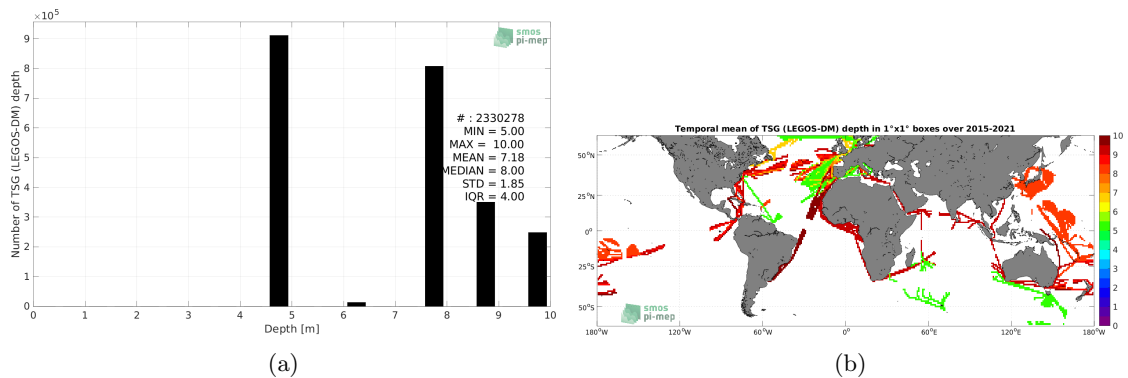 ×10⁵
9
8
7
6
5
4
3
2
1
0
Number of TSG (LEGOS-DM) depth
smos
pi-mep
# : 2330278
MIN = 5.00
MAX = 10.00
MEAN = 7.18
MEDIAN = 8.00
STD = 1.85
IQR = 4.00
0 1 2 3 4 5 6 7 8 9 10
Depth [m]
(a)
Temporal mean of TSG (LEGOS-DM) depth in 1°x1° boxes over 2015-2021
50°N
25°N
0°
25°S
50°S
smos
pi-mep
180°W 120°W 60°W 0° 60°E 120°E 180°E
10
9
8
7
6
5
4
3
2
1
0
(b)